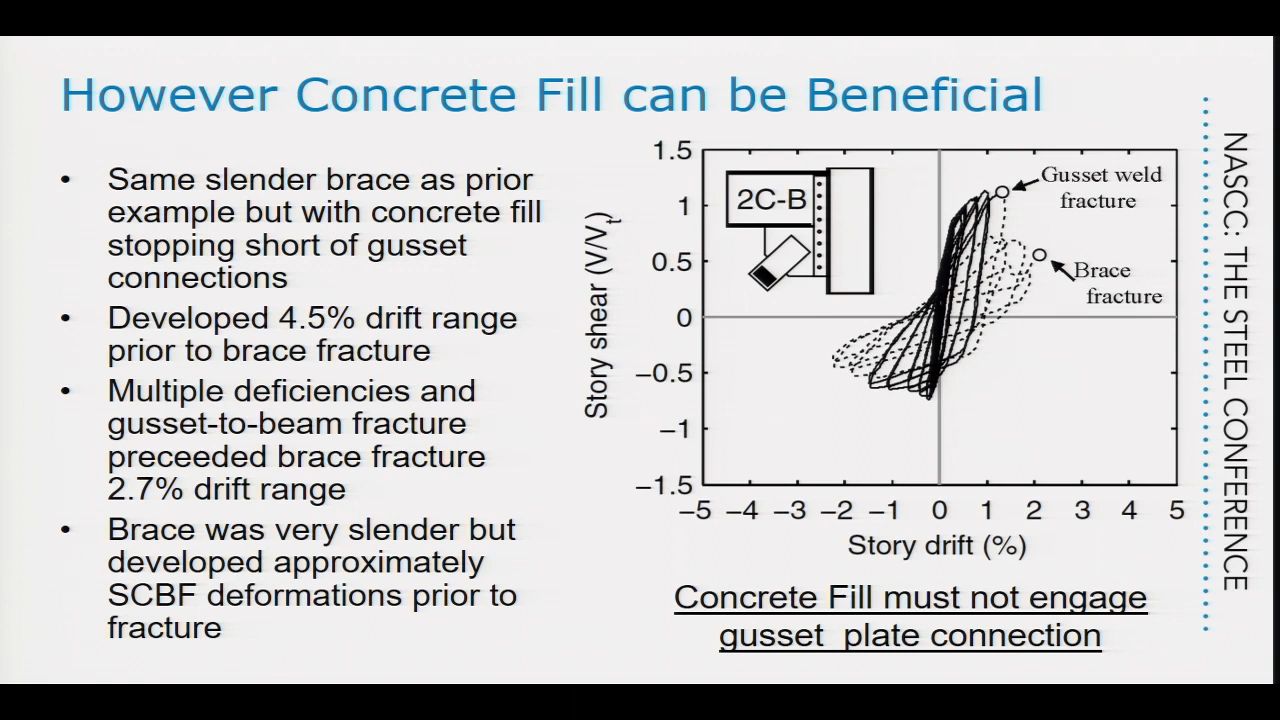 However Concrete Fill can be Beneficial
• Same slender brace as prior
example but with concrete fill
stopping short of gusset
connections
• Developed 4.5% drift range
prior to brace fracture
• Multiple deficiencies and
gusset-to-beam fracture
preceeded brace fracture
2.7% drift range
• Brace was very slender but
developed approximately
SCBF deformations prior to
fracture
1.5
1
0.5
0
−0.5
−1
−1.5
Story shear (V/Vt)
2C-B
Gusset weld
fracture
Brace
fracture
−5 −4 −3 −2 −1 0 1 2 3 4 5
Story drift (%)
Concrete Fill must not engage
gusset plate connection
NASCC: THE STEEL CONFERENCE